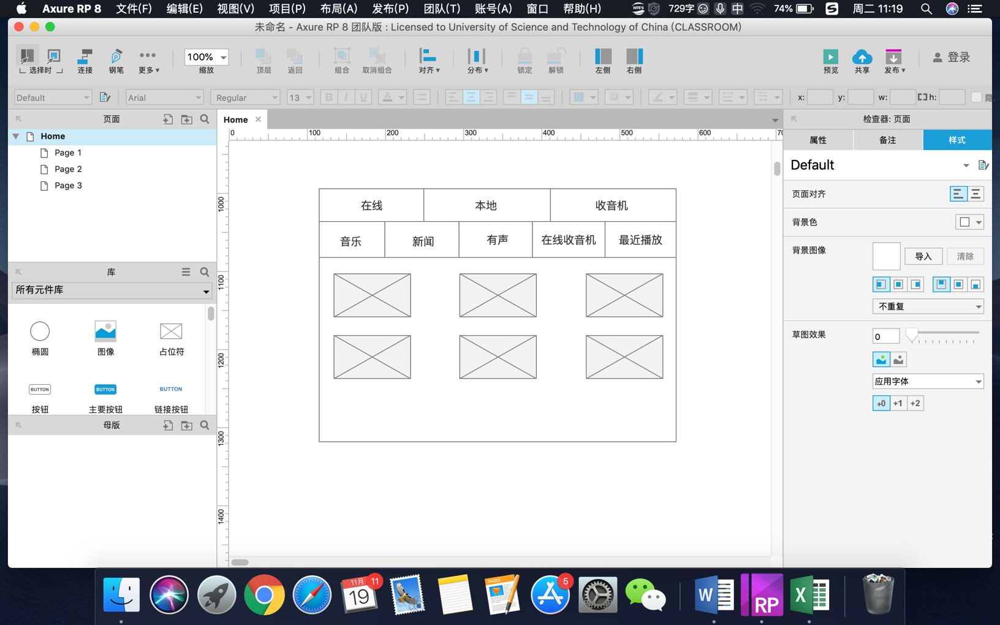 Axure RP 8 文件(F) 编辑(E) 视图(V) 项目(P) 布局(A) 发布(P) 团队(T) 账号(A) 窗口 帮助(H) NTFS 729字 中 74% 周二 11:19
未命名 - Axure RP 8 团队版 : Licensed to University of Science and Technology of China (CLASSROOM)
100%
选择时 连接 钢笔 更多 缩放 顶层 返回 组合 取消组合 对齐 分布 锁定 解锁 左侧 右侧 预览 共享 发布 登录
Default Arial Regular 13 B I U A x: y: w: h: 隐
页面
Home
检查器: 页面
Home
Page 1
Page 2
Page 3
0 100 200 300 400 500 600
1000
1100
1200
1300
1400
库
所有元件库
椭圆 图像 占位符
BUTTON BUTTON BUTTON
按钮 主要按钮 链接按钮
母版
在线 本地 收音机
音乐 新闻 有声 在线收音机 最近播放
属性 备注 样式
Default
页面对齐
背景色
背景图像 导入 清除
不重复
草图效果 0
应用字体
+0 +1 +2
11月 11
19
PAGES
5
W
RP
X